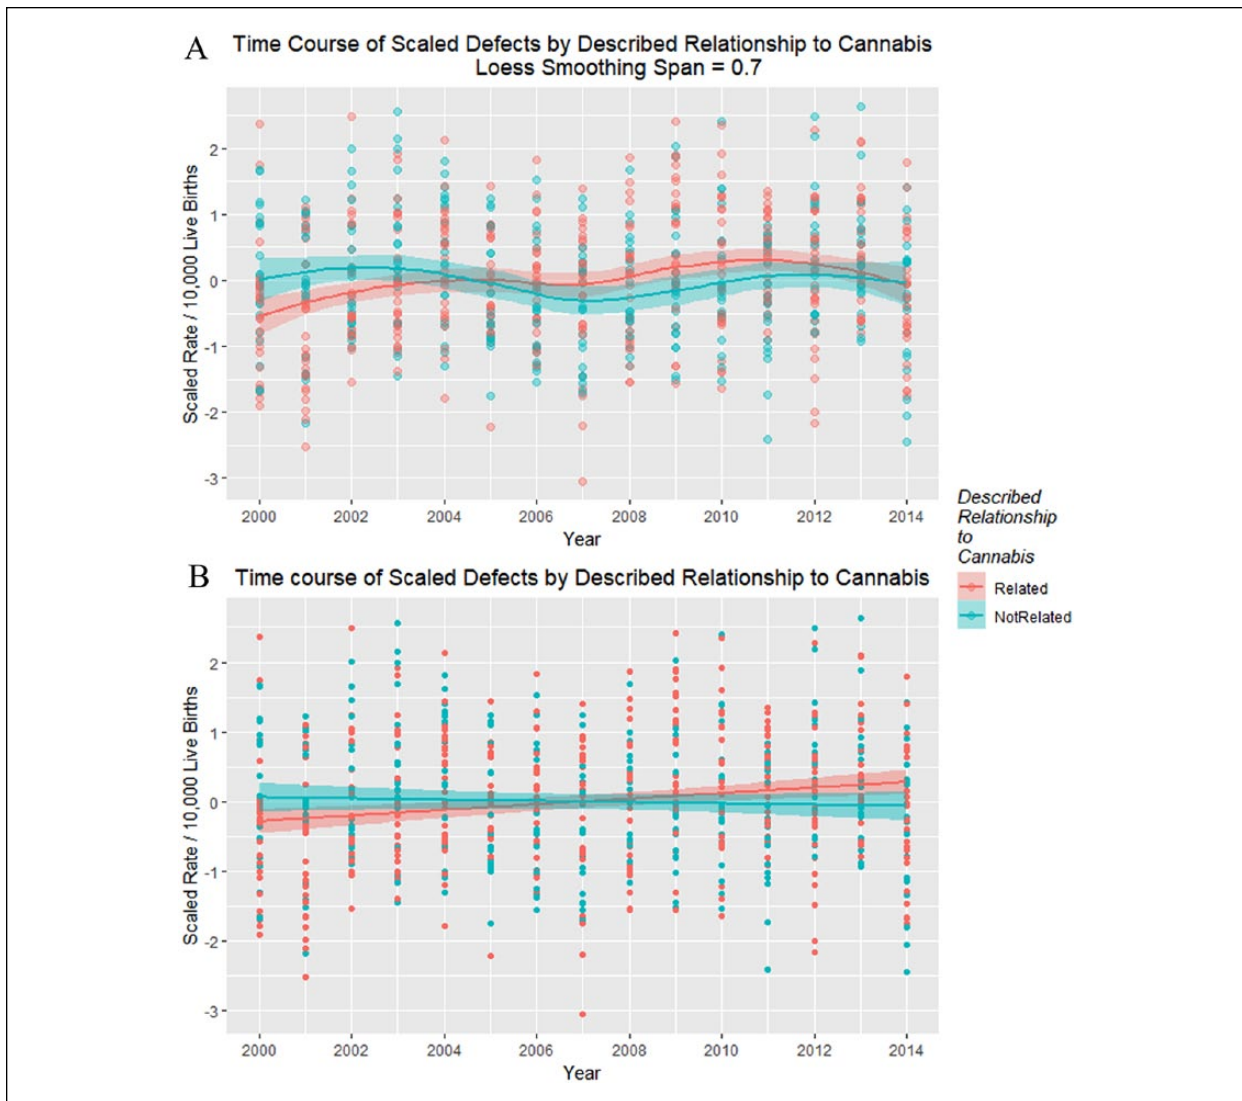 A
Time Course of Scaled Defects by Described Relationship to Cannabis
Loess Smoothing Span = 0.7
Scaled Rate / 10,000 Live Births
2
1
0
-1
-2
-3
2000 2002 2004 2006 2008 2010 2012 2014
Year
Described
Relationship
to
Cannabis
Related
NotRelated
B
Time course of Scaled Defects by Described Relationship to Cannabis
Scaled Rate / 10,000 Live Births
2
1
0
-1
-2
-3
2000 2002 2004 2006 2008 2010 2012 2014
Year